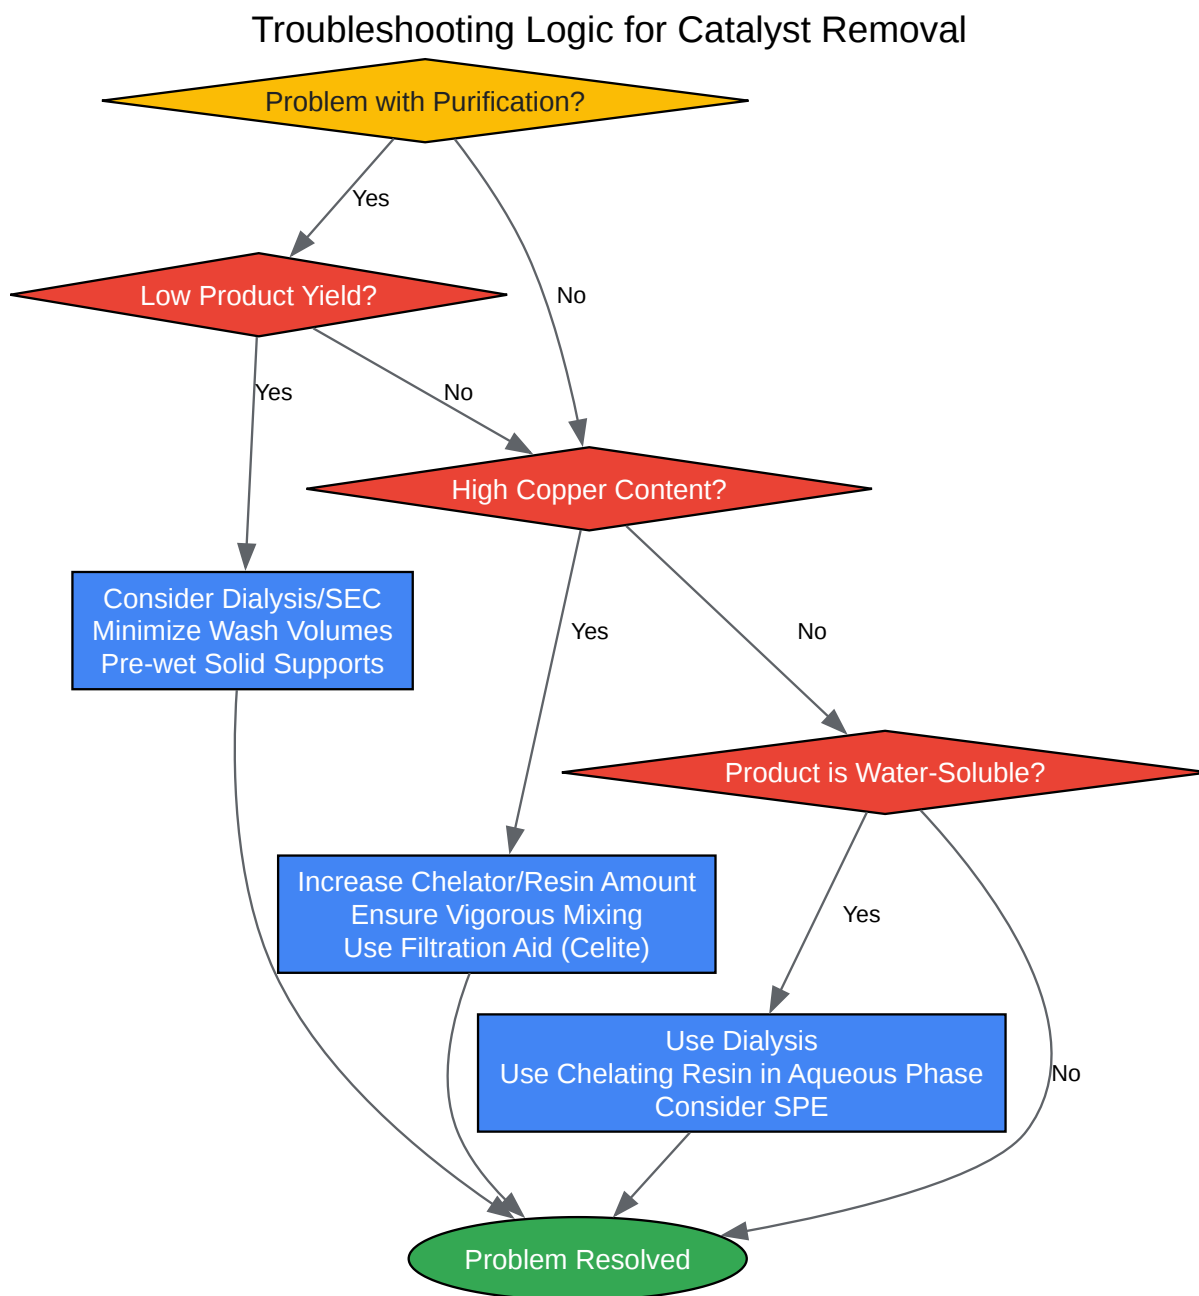 Troubleshooting Logic for Catalyst Removal
Problem with Purification?
Yes
No
Low Product Yield?
Yes
No
High Copper Content?
Consider Dialysis/SEC
Minimize Wash Volumes
Pre-wet Solid Supports
Yes
No
Product is Water-Soluble?
Increase Chelator/Resin Amount
Ensure Vigorous Mixing
Use Filtration Aid (Celite)
Yes
No
Use Dialysis
Use Chelating Resin in Aqueous Phase
Consider SPE
Problem Resolved